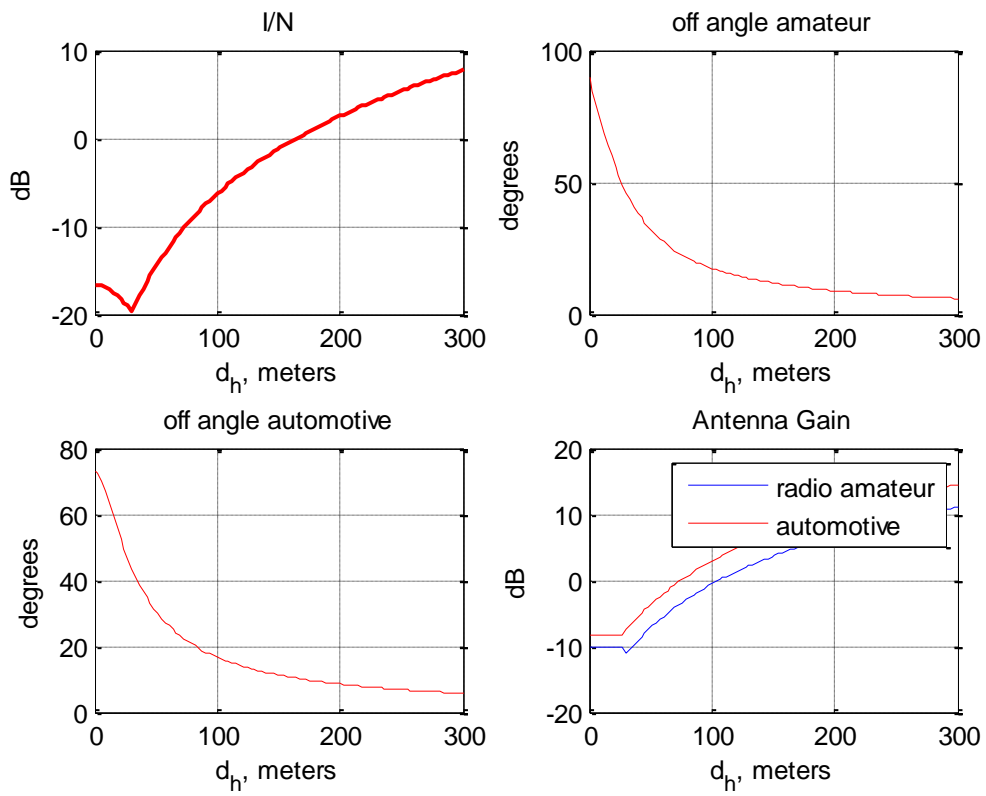 I/N
10
0
-10
-20
dB
0 100 200 300
d_h, meters
off angle amateur
100
50
0
degrees
0 100 200 300
d_h, meters
off angle automotive
80
60
40
20
0
degrees
0 100 200 300
d_h, meters
Antenna Gain
20
10
0
-10
-20
dB
radio amateur
automotive
0 100 200 300
d_h, meters